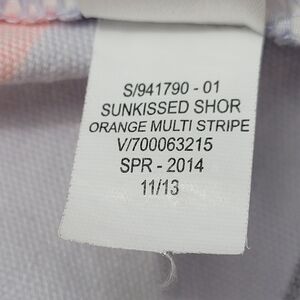 S/941790 - 01
SUNKISSED SHOR
ORANGE MULTI STRIPE
V/700063215
SPR - 2014
11/13